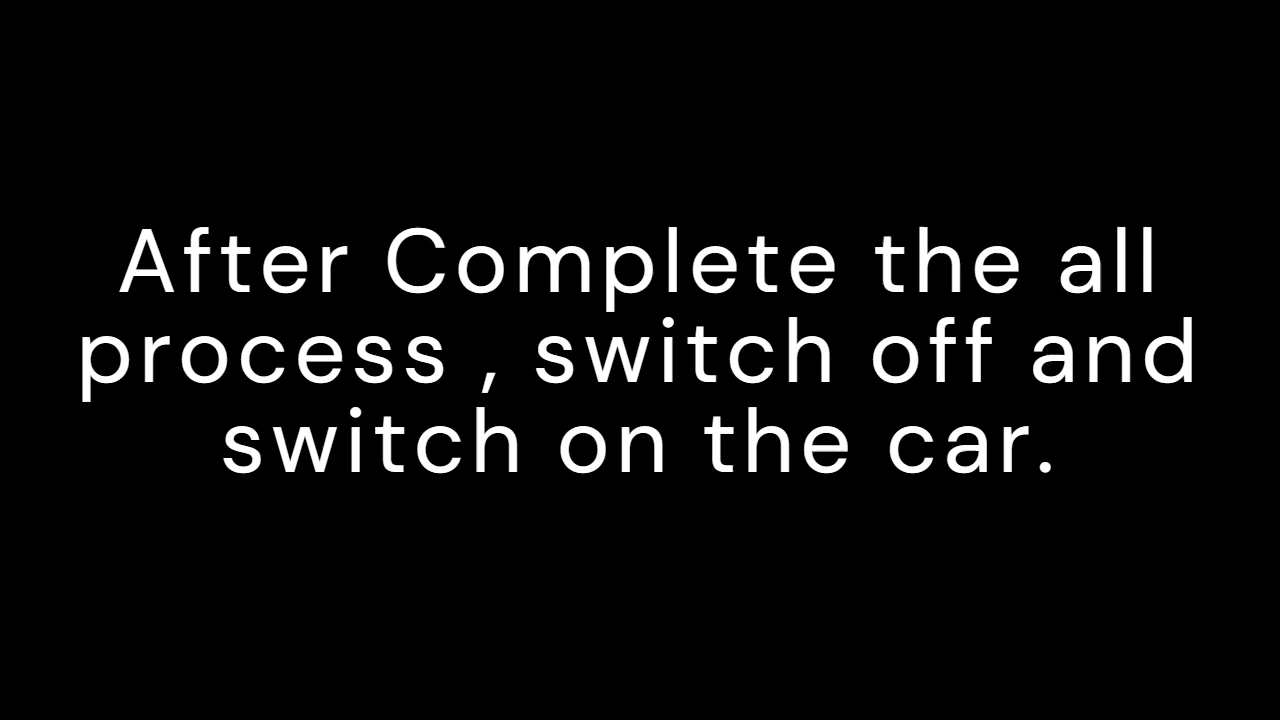 After Complete the all
process , switch off and
switch on the car.